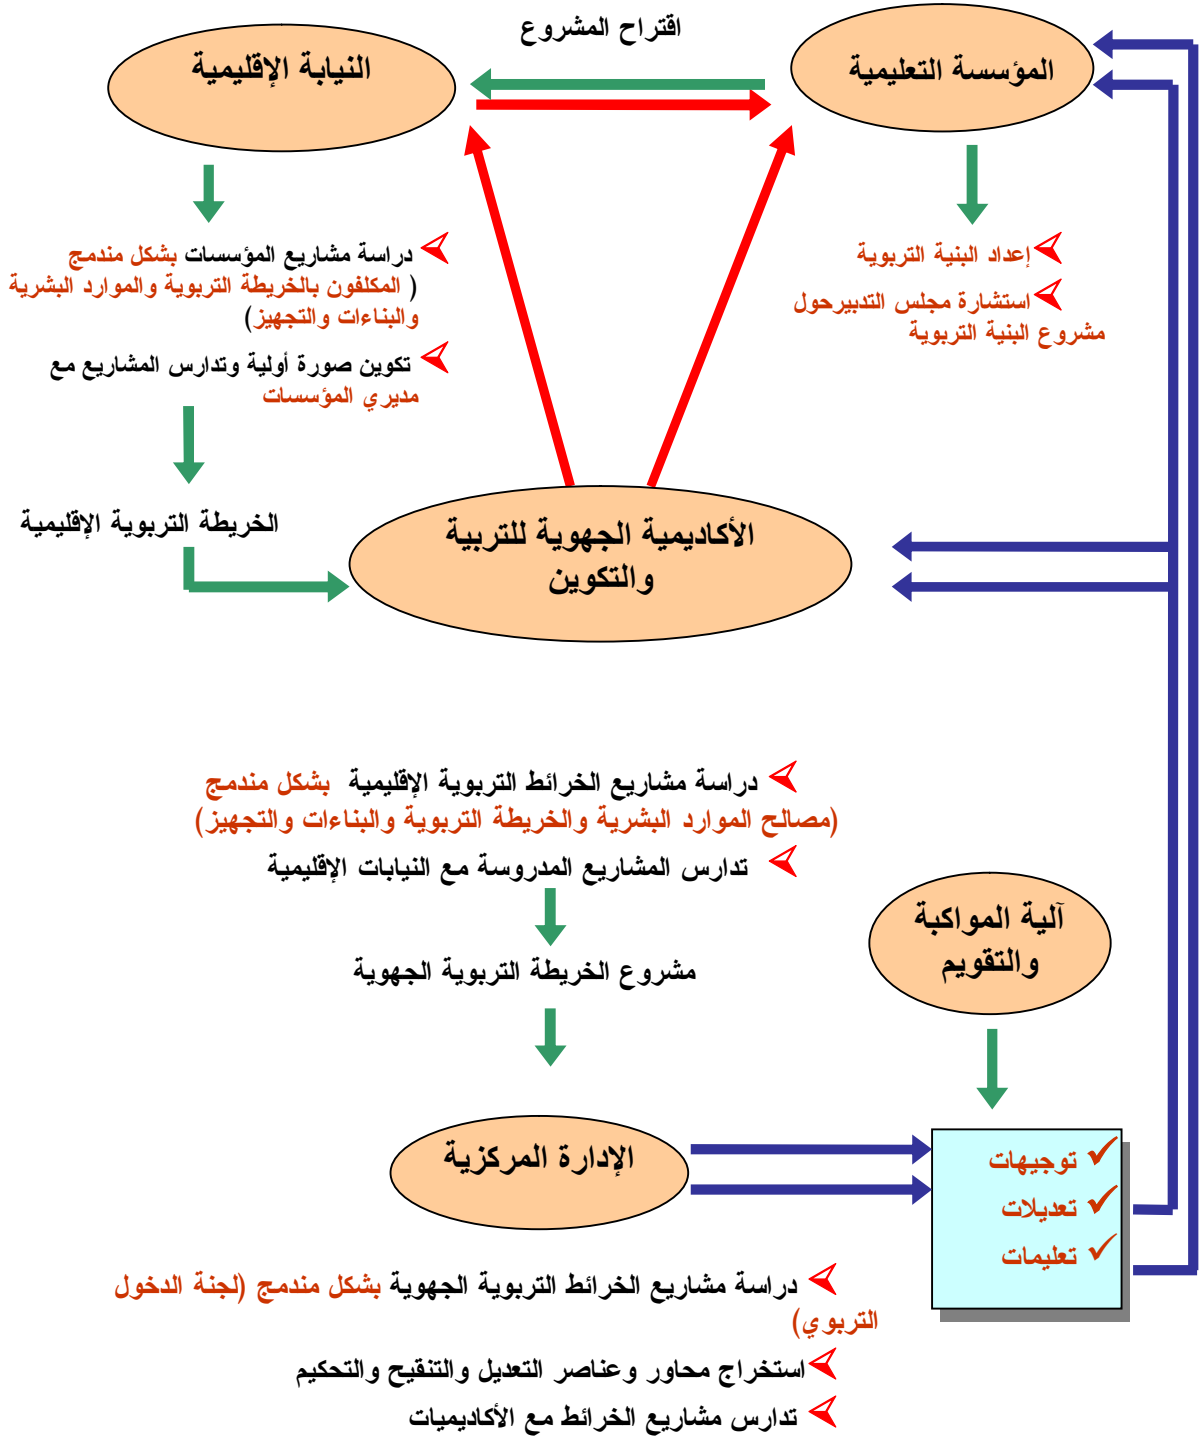 اقتراح المشروع
المؤسسة التعليمية
النيابة الإقليمية
إعداد البنية التربوية
استشارة مجلس التدبيرحول
مشروع البنية التربوية
دراسة مشاريع المؤسسات بشكل مندمج
( المكلفون بالخريطة التربوية والموارد البشرية
والبناءات والتجهيز)
تكوين صورة أولية وتدارس المشاريع مع
مديري المؤسسات
الخريطة التربوية الإقليمية
الأكاديمية الجهوية للتربية
والتكوين
دراسة مشاريع الخرائط التربوية الإقليمية بشكل مندمج
(مصالح الموارد البشرية والخريطة التربوية والبناءات والتجهيز)
تدارس المشاريع المدروسة مع النيابات الإقليمية
مشروع الخريطة التربوية الجهوية
آلية المواكبة
والتقويم
الإدارة المركزية
✓ توجيهات
✓ تعديلات
✓ تعليمات
دراسة مشاريع الخرائط التربوية الجهوية بشكل مندمج (لجنة الدخول
التربوي)
استخراج محاور وعناصر التعديل والتنقيح والتحكيم
تدارس مشاريع الخرائط مع الأكاديميات